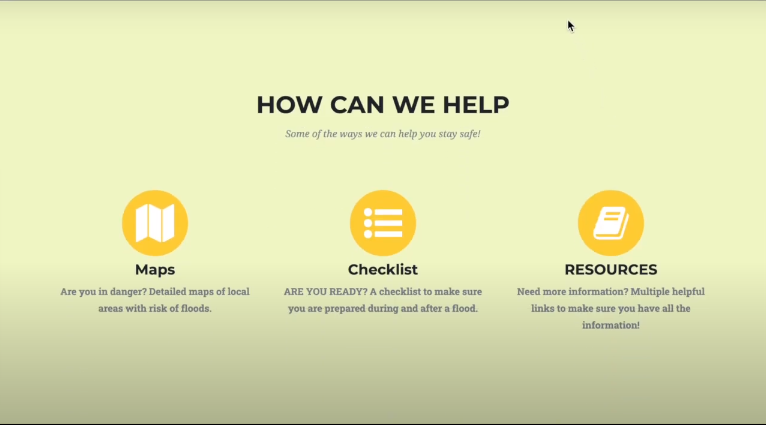 HOW CAN WE HELP
Some of the ways we can help you stay safe!
Maps
Are you in danger? Detailed maps of local
areas with risk of floods.
Checklist
ARE YOU READY? A checklist to make sure
you are prepared during and after a flood.
RESOURCES
Need more information? Multiple helpful
links to make sure you have all the
information!